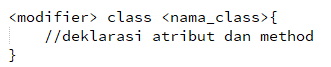 <modifier> class <nama_class>{
    //deklarasi atribut dan method
}